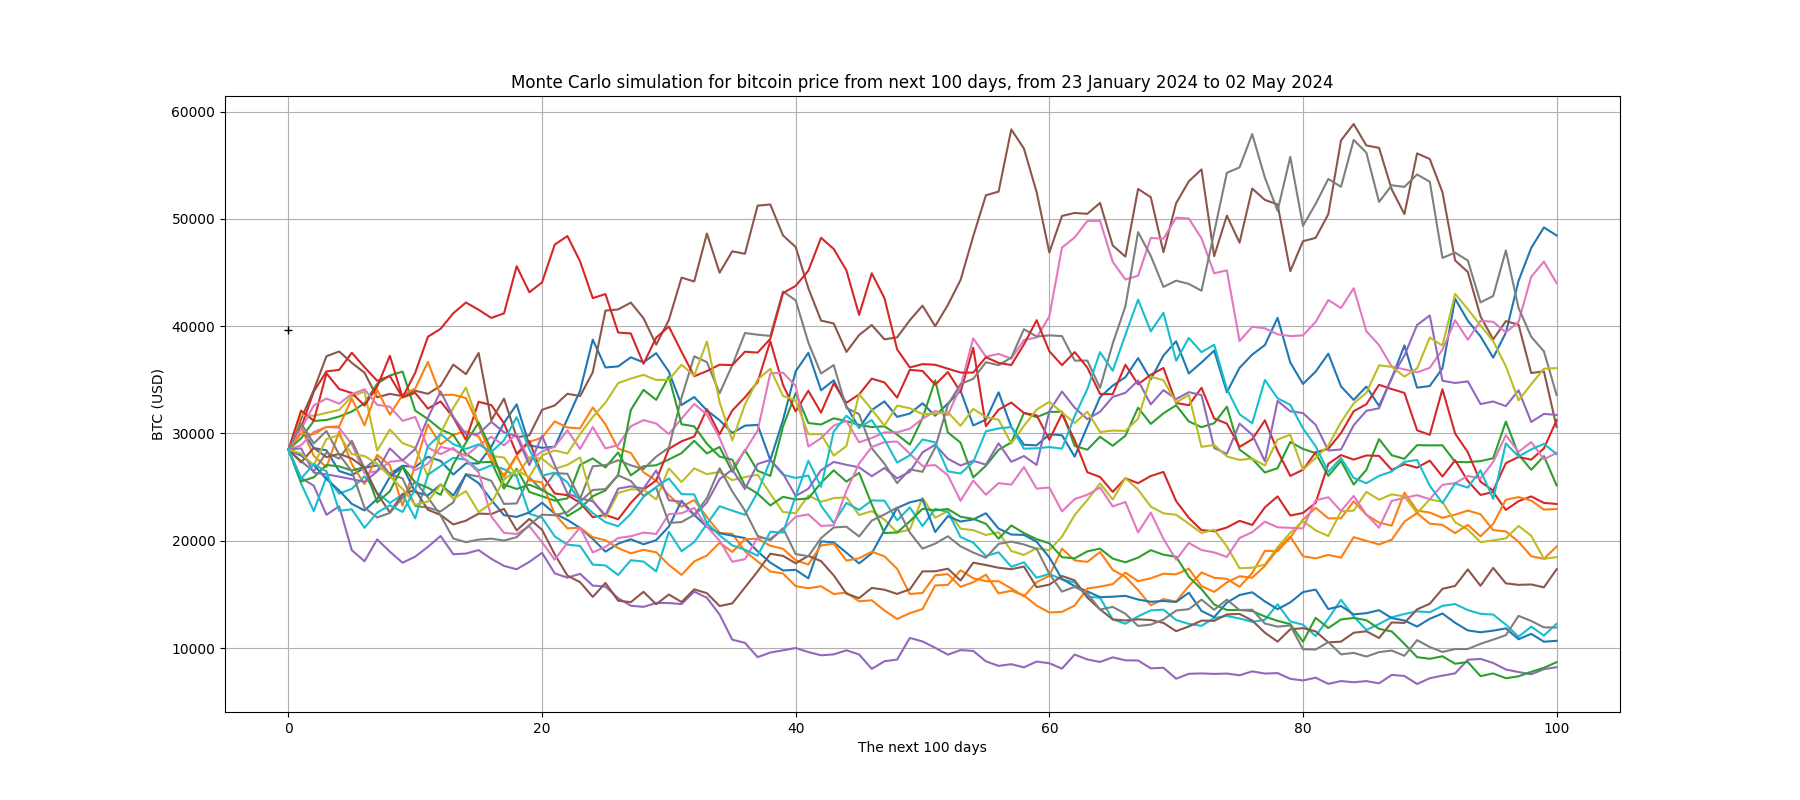 Monte Carlo simulation for bitcoin price from next 100 days, from 23 January 2024 to 02 May 2024
60000
50000
40000
30000
20000
10000
BTC (USD)
0 20 40 60 80 100
The next 100 days